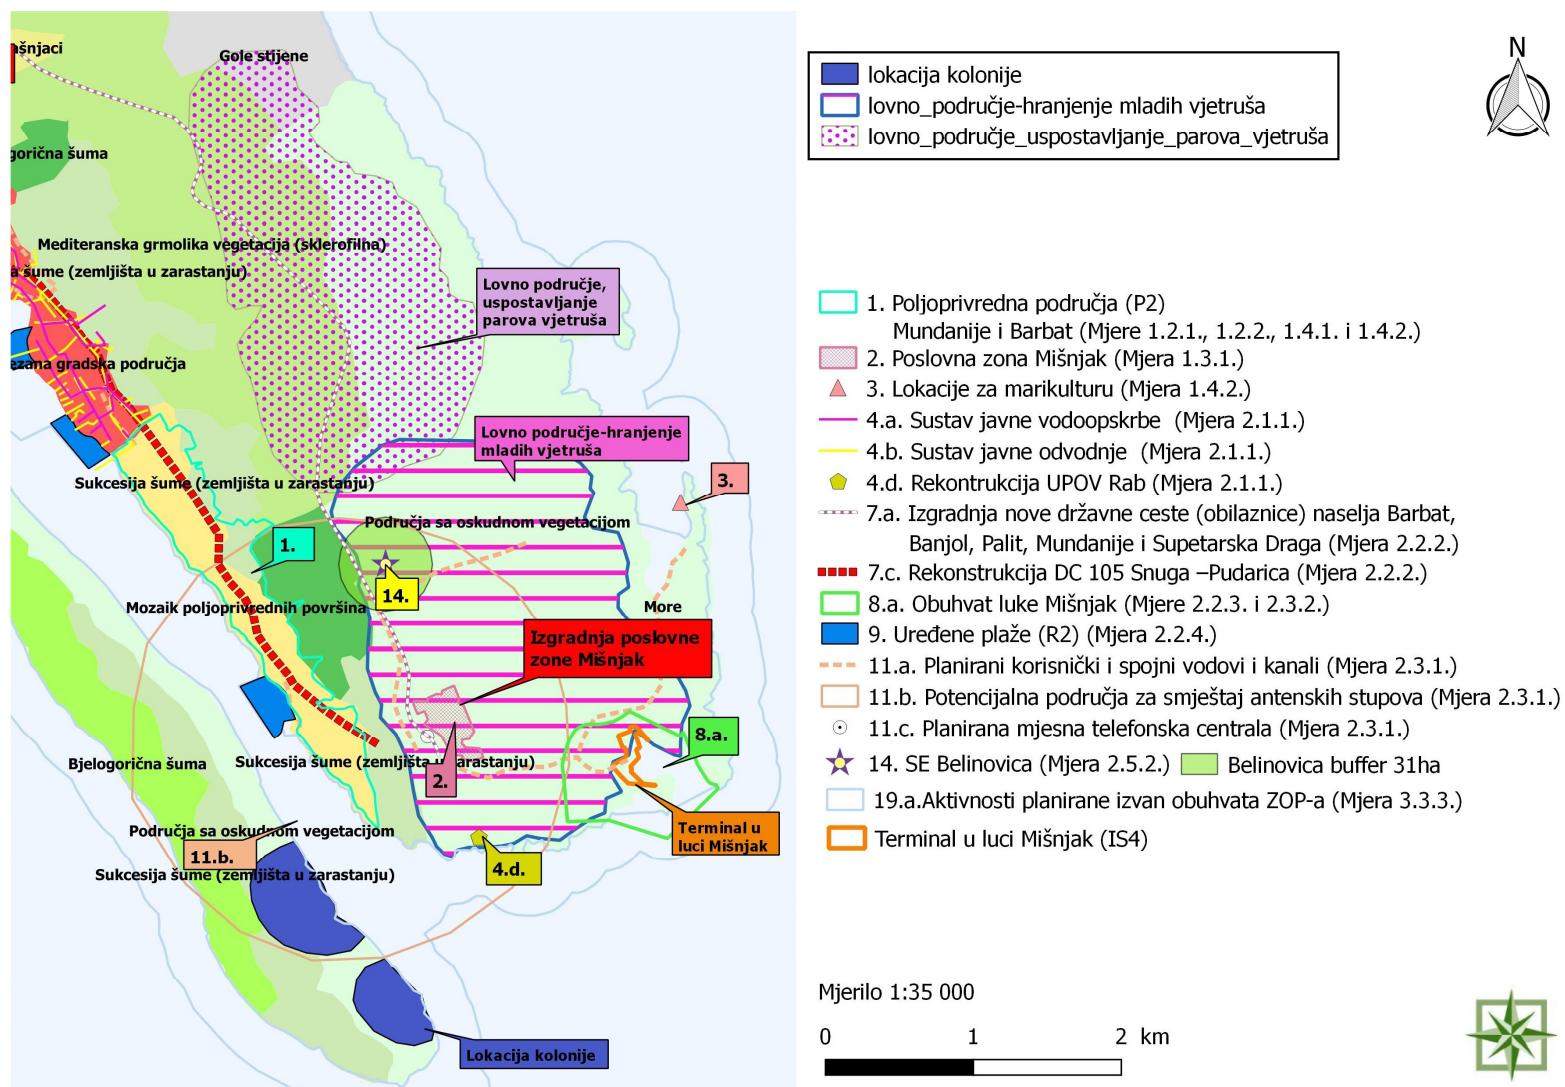 ašnjaci
Gole stijene
gorična šuma
Mediteranska grmolika vegetacija (sklerofilna)
a šume (zemljišta u zarastanju)
Lovno područje,
uspostavljanje
parova vjetruša
ezana gradska područja
Lovno područje-hranjenje
mladih vjetruša
Sukcesija šume (zemljišta u zarastanju)
3.
Područja sa oskudnom vegetacijom
1.
14.
Mozaik poljoprivrednih površina
More
Izgradnja poslovne
zone Mišnjak
8.a.
Sukcesija šume (zemljišta u zarastanju)
Bjelogorična šuma
2.
Područja sa oskudnom vegetacijom
Terminal u
luci Mišnjak
11.b.
4.d.
Sukcesija šume (zemljišta u zarastanju)
Lokacija kolonije
lokacija kolonije
lovno_područje-hranjenje mladih vjetruša
lovno_područje_uspostavljanje_parova_vjetruša
N
1. Poljoprivredna područja (P2)
Mundanije i Barbat (Mjere 1.2.1., 1.2.2., 1.4.1. i 1.4.2.)
2. Poslovna zona Mišnjak (Mjera 1.3.1.)
3. Lokacije za marikulturu (Mjera 1.4.2.)
4.a. Sustav javne vodoopskrbe (Mjera 2.1.1.)
4.b. Sustav javne odvodnje (Mjera 2.1.1.)
4.d. Rekontrukcija UPOV Rab (Mjera 2.1.1.)
7.a. Izgradnja nove državne ceste (obilaznice) naselja Barbat,
Banjol, Palit, Mundanije i Supetarska Draga (Mjera 2.2.2.)
7.c. Rekonstrukcija DC 105 Snuga –Pudarica (Mjera 2.2.2.)
8.a. Obuhvat luke Mišnjak (Mjere 2.2.3. i 2.3.2.)
9. Uređene plaže (R2) (Mjera 2.2.4.)
11.a. Planirani korisnički i spojni vodovi i kanali (Mjera 2.3.1.)
11.b. Potencijalna područja za smještaj antenskih stupova (Mjera 2.3.1.)
11.c. Planirana mjesna telefonska centrala (Mjera 2.3.1.)
14. SE Belinovica (Mjera 2.5.2.) Belinovica buffer 31ha
19.a.Aktivnosti planirane izvan obuhvata ZOP-a (Mjera 3.3.3.)
Terminal u luci Mišnjak (IS4)
Mjerilo 1:35 000
0 1 2 km